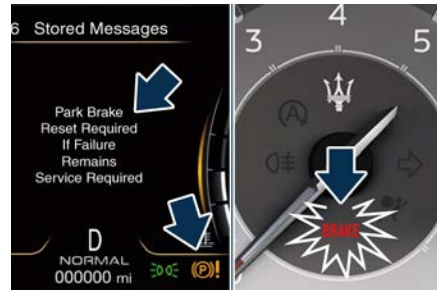 6 Stored Messages
Park Brake
Reset Required
If Failure
Remains
Service Required
D
NORMAL
000000 mi
(P)!
3
4
5
(A)
BRAKE